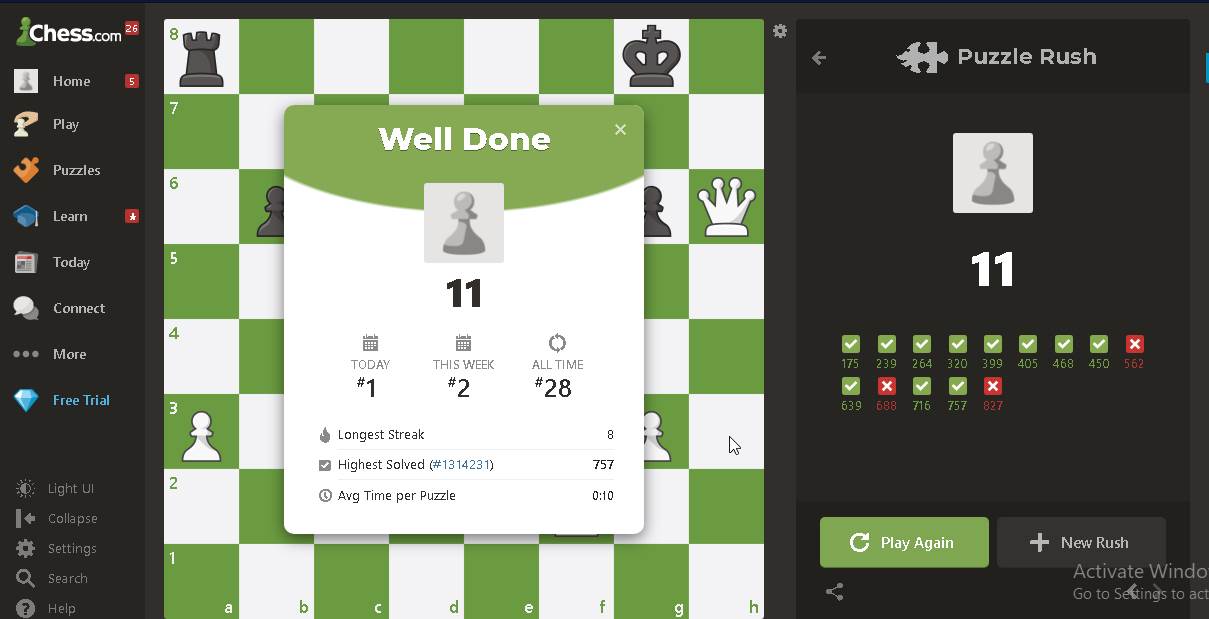 Chess.com 26
Home 5
Play
Puzzles
Learn
Today
Connect
More
Free Trial
Light UI
Collapse
Settings
Search
Help
8
7
6
5
4
3
2
1
a b c d e f g h
Well Done
×
11
TODAY THIS WEEK ALL TIME
#1 #2 #28
Longest Streak 8
Highest Solved (#1314231) 757
Avg Time per Puzzle 0:10
Puzzle Rush
11
175 239 264 320 399 405 468 450 562
639 688 716 757 827
Play Again New Rush
Activate Windo
Go to Settings to act